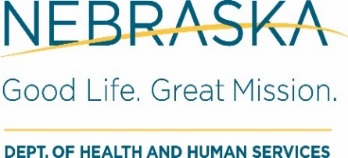 NEBRASKA
Good Life. Great Mission.
DEPT. OF HEALTH AND HUMAN SERVICES